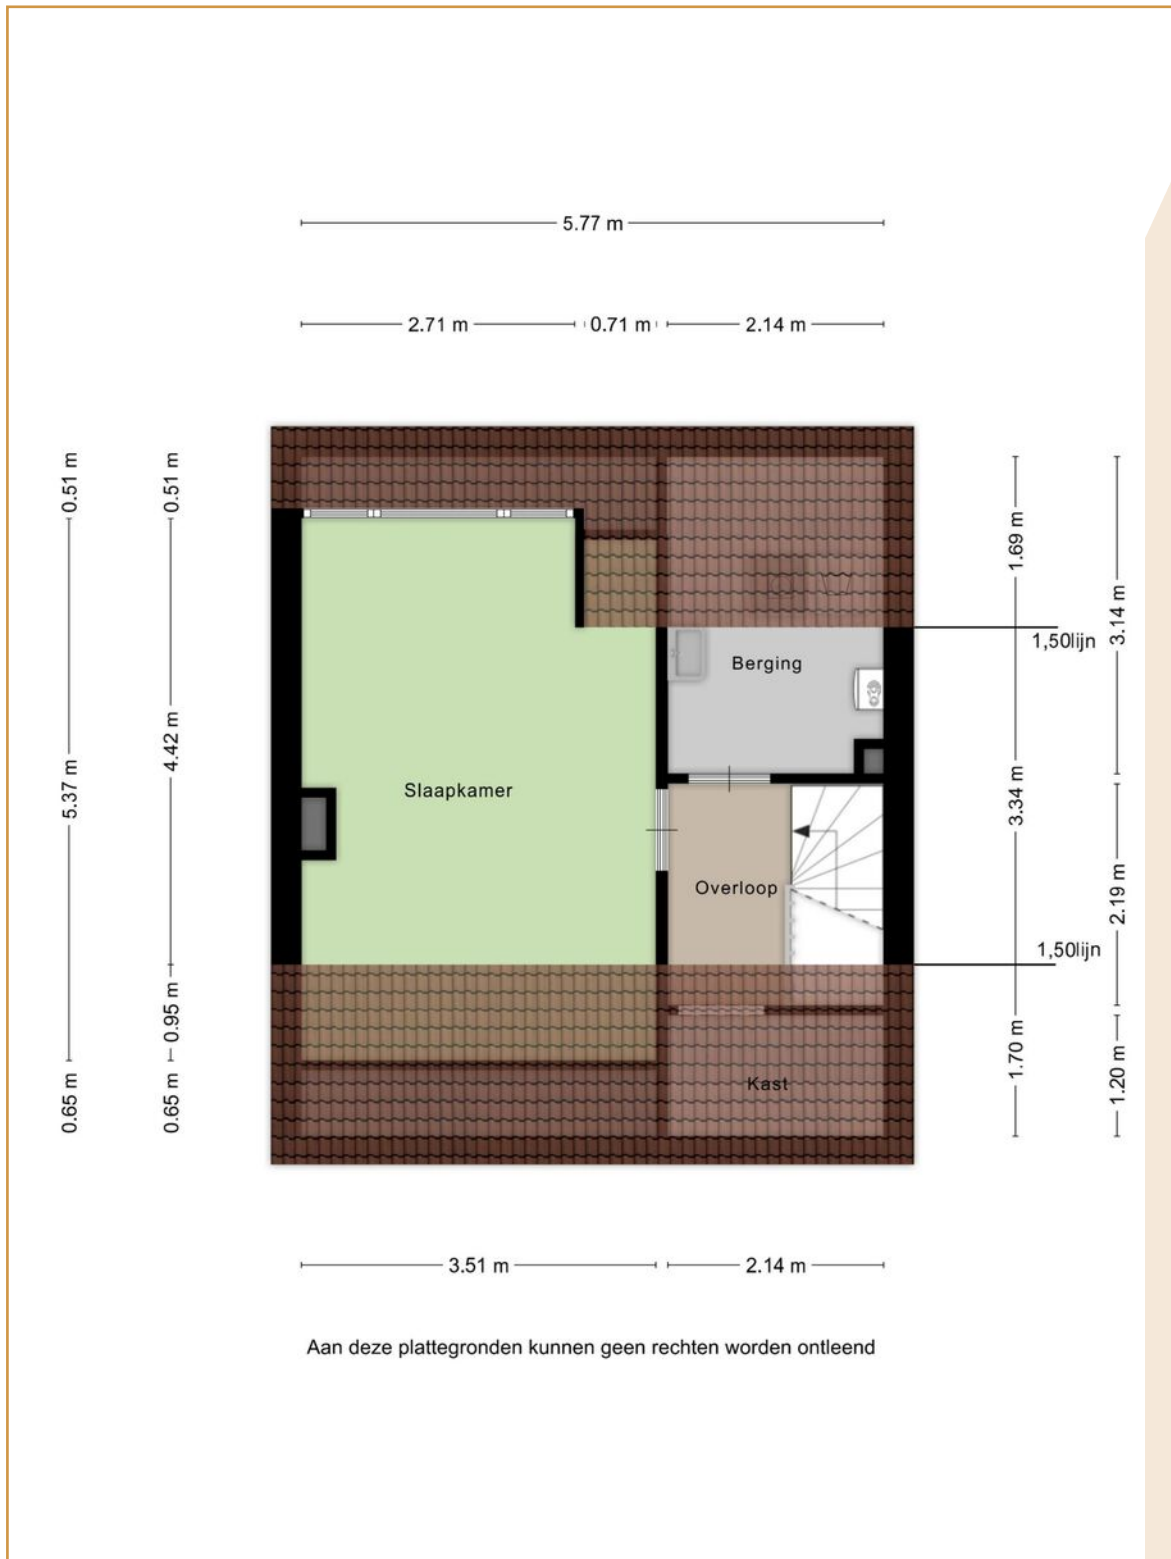 5.77 m
2.71 m
0.71 m
2.14 m
0.51 m
0.51 m
1.69 m
3.14 m
1,50lijn
Berging
4.42 m
5.37 m
Slaapkamer
3.34 m
Overloop
2.19 m
1,50lijn
0.95 m
1.70 m
1.20 m
Kast
0.65 m
0.65 m
3.51 m
2.14 m
Aan deze plattegronden kunnen geen rechten worden ontleend